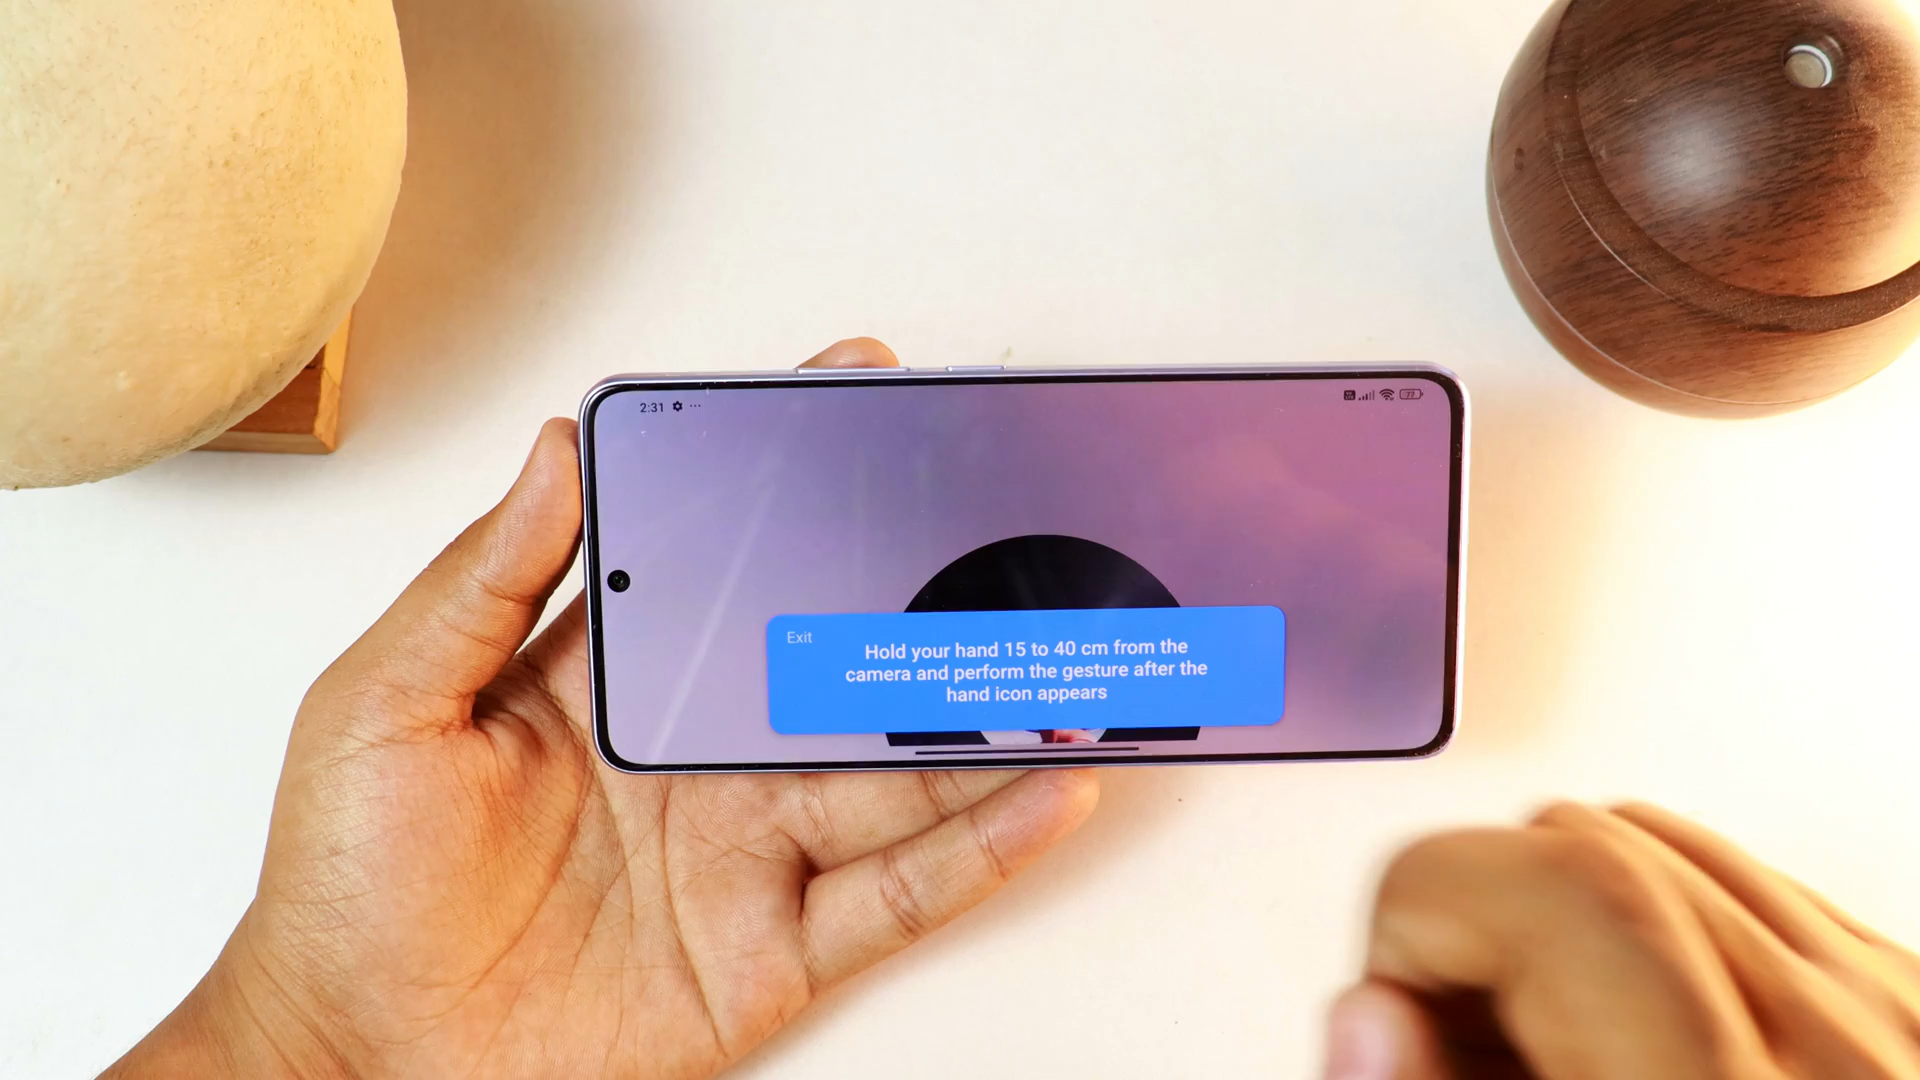 2:31
Exit
Hold your hand 15 to 40 cm from the
camera and perform the gesture after the
hand icon appears